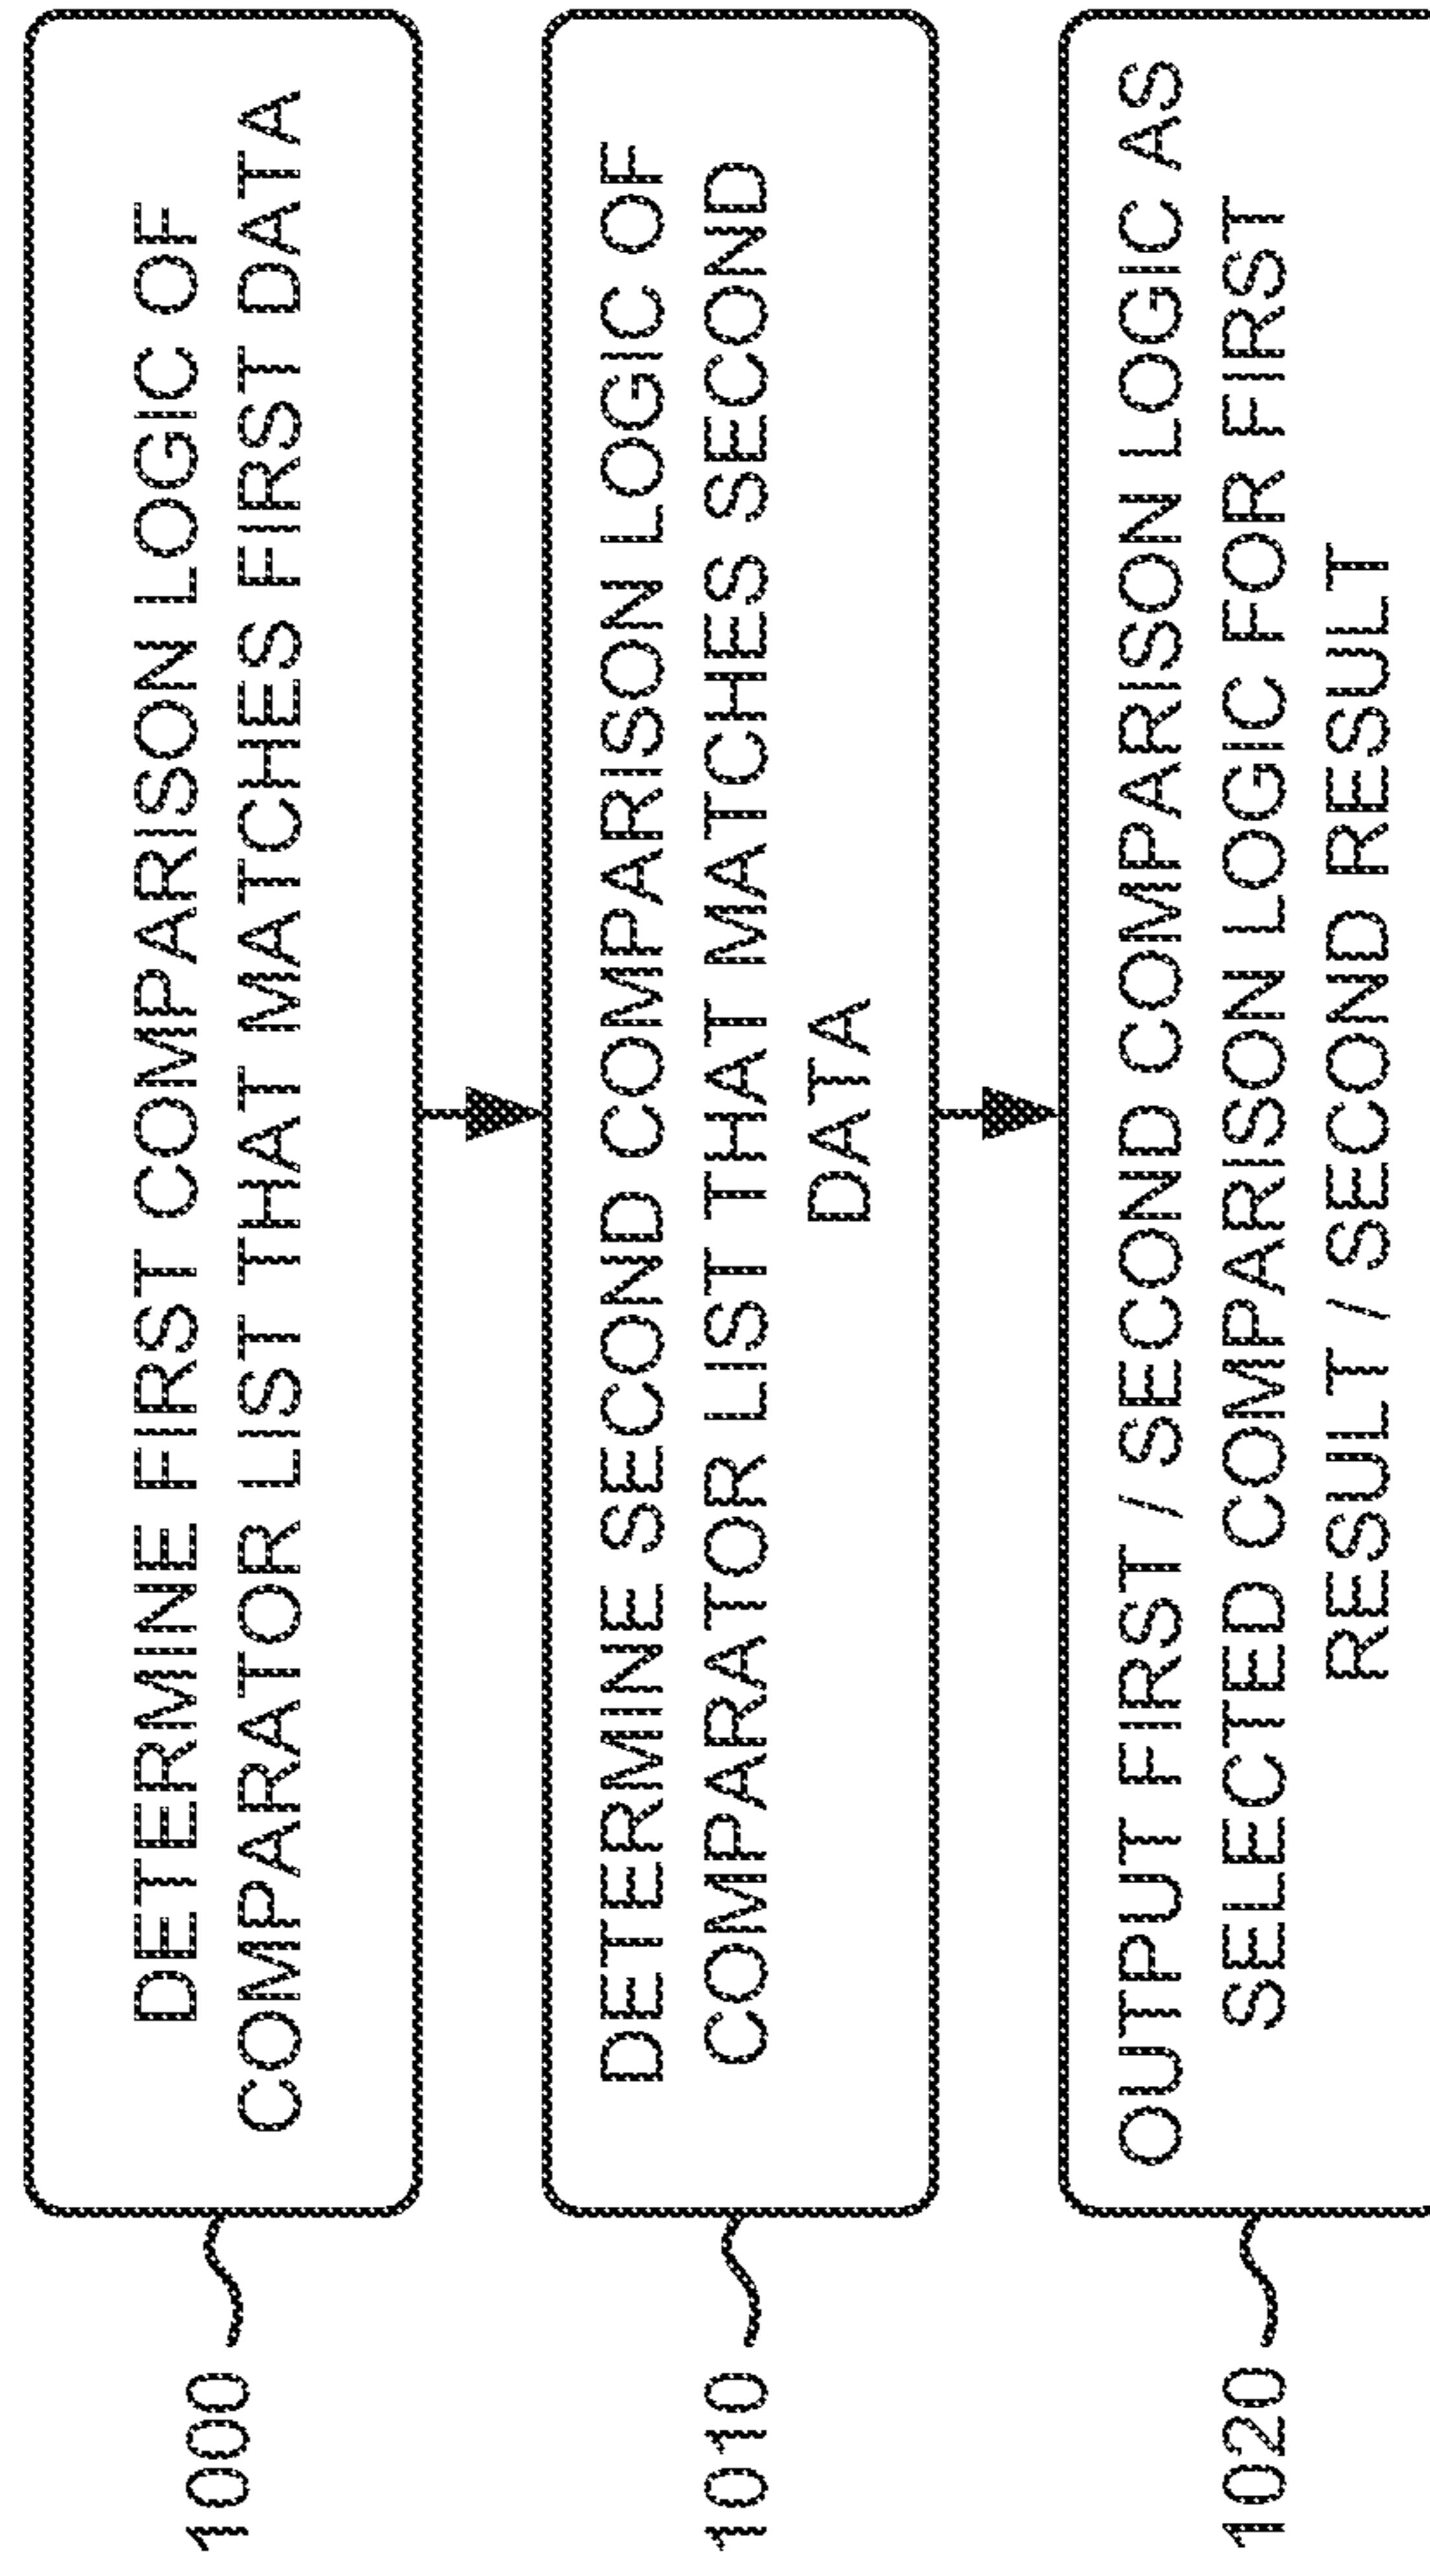 1000
DETERMINE FIRST COMPARISON LOGIC OF
COMPARATOR LIST THAT MATCHES FIRST DATA
1010
DETERMINE SECOND COMPARISON LOGIC OF
COMPARATOR LIST THAT MATCHES SECOND
DATA
1020
OUTPUT FIRST / SECOND COMPARISON LOGIC AS
SELECTED COMPARISON LOGIC FOR FIRST
RESULT / SECOND RESULT